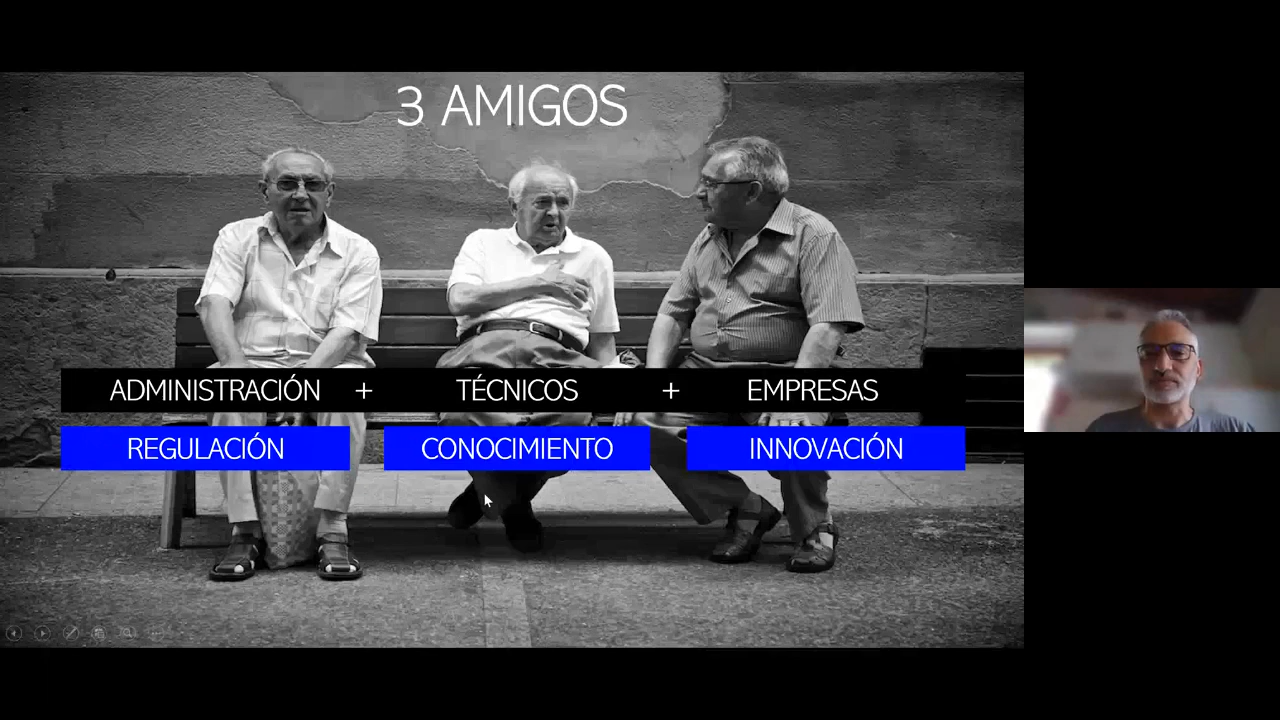 3 AMIGOS
ADMINISTRACIÓN + TÉCNICOS + EMPRESAS
REGULACIÓN CONOCIMIENTO INNOVACIÓN